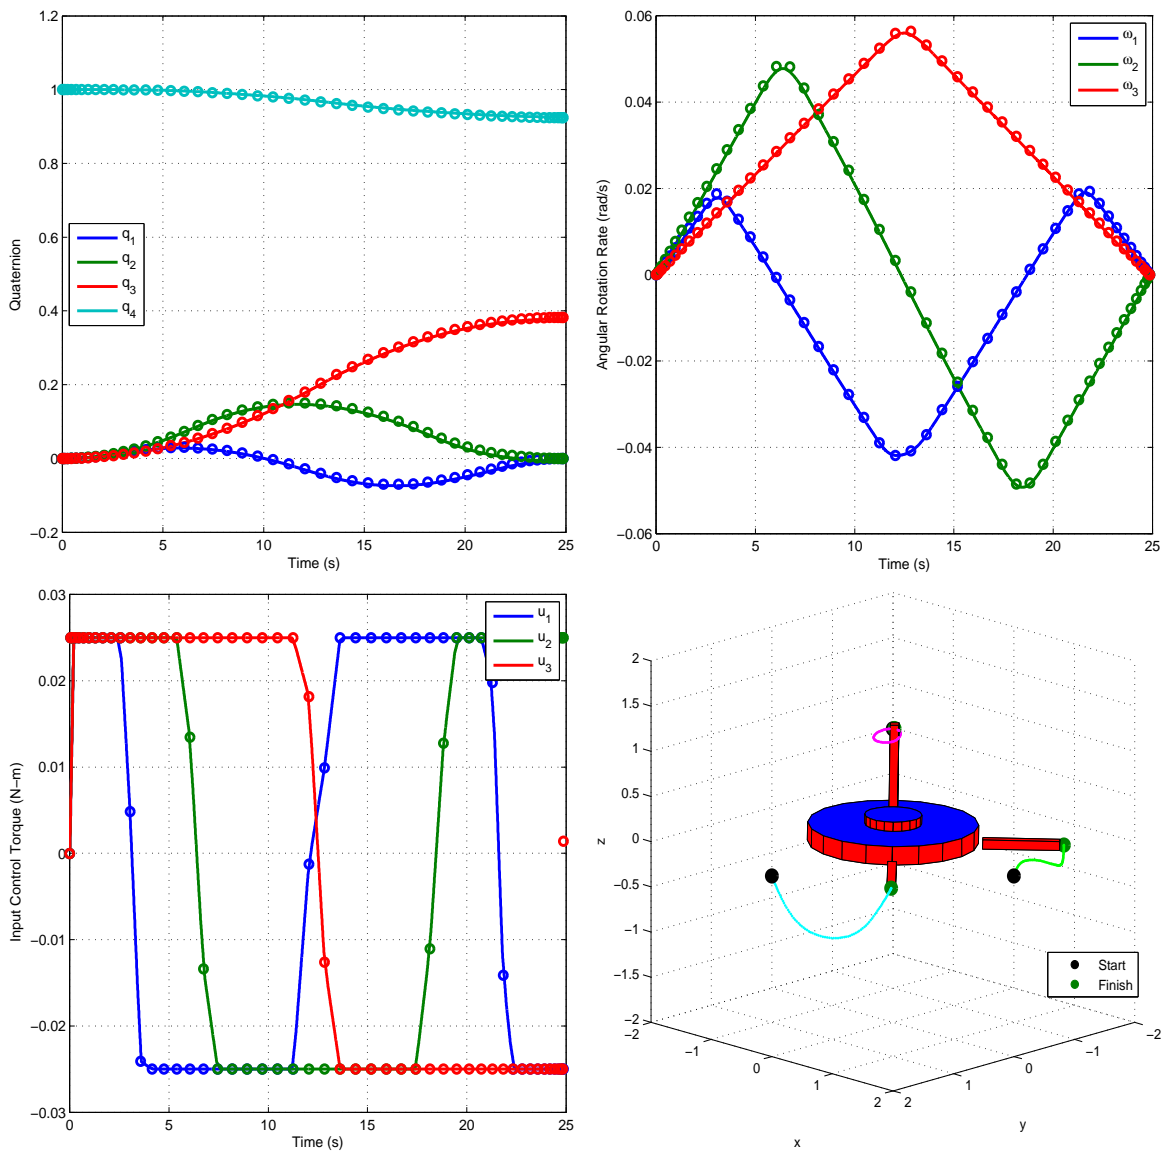 1.2
1
0.8
0.6
0.4
0.2
0
−0.2
Quaternion
q1
q2
q3
q4
0 5 10 15 20 25
Time (s)
0.06
0.04
0.02
0
−0.02
−0.04
−0.06
Angular Rotation Rate (rad/s)
ω1
ω2
ω3
0 5 10 15 20 25
Time (s)
0.03
0.02
0.01
0
−0.01
−0.02
−0.03
Input Control Torque (N−m)
u1
u2
u3
0 5 10 15 20 25
Time (s)
2
1.5
1
0.5
0
−0.5
−1
−1.5
−2
z
−2 −1 0 1 2
x
2 1 0 −1 −2
y
Start
Finish